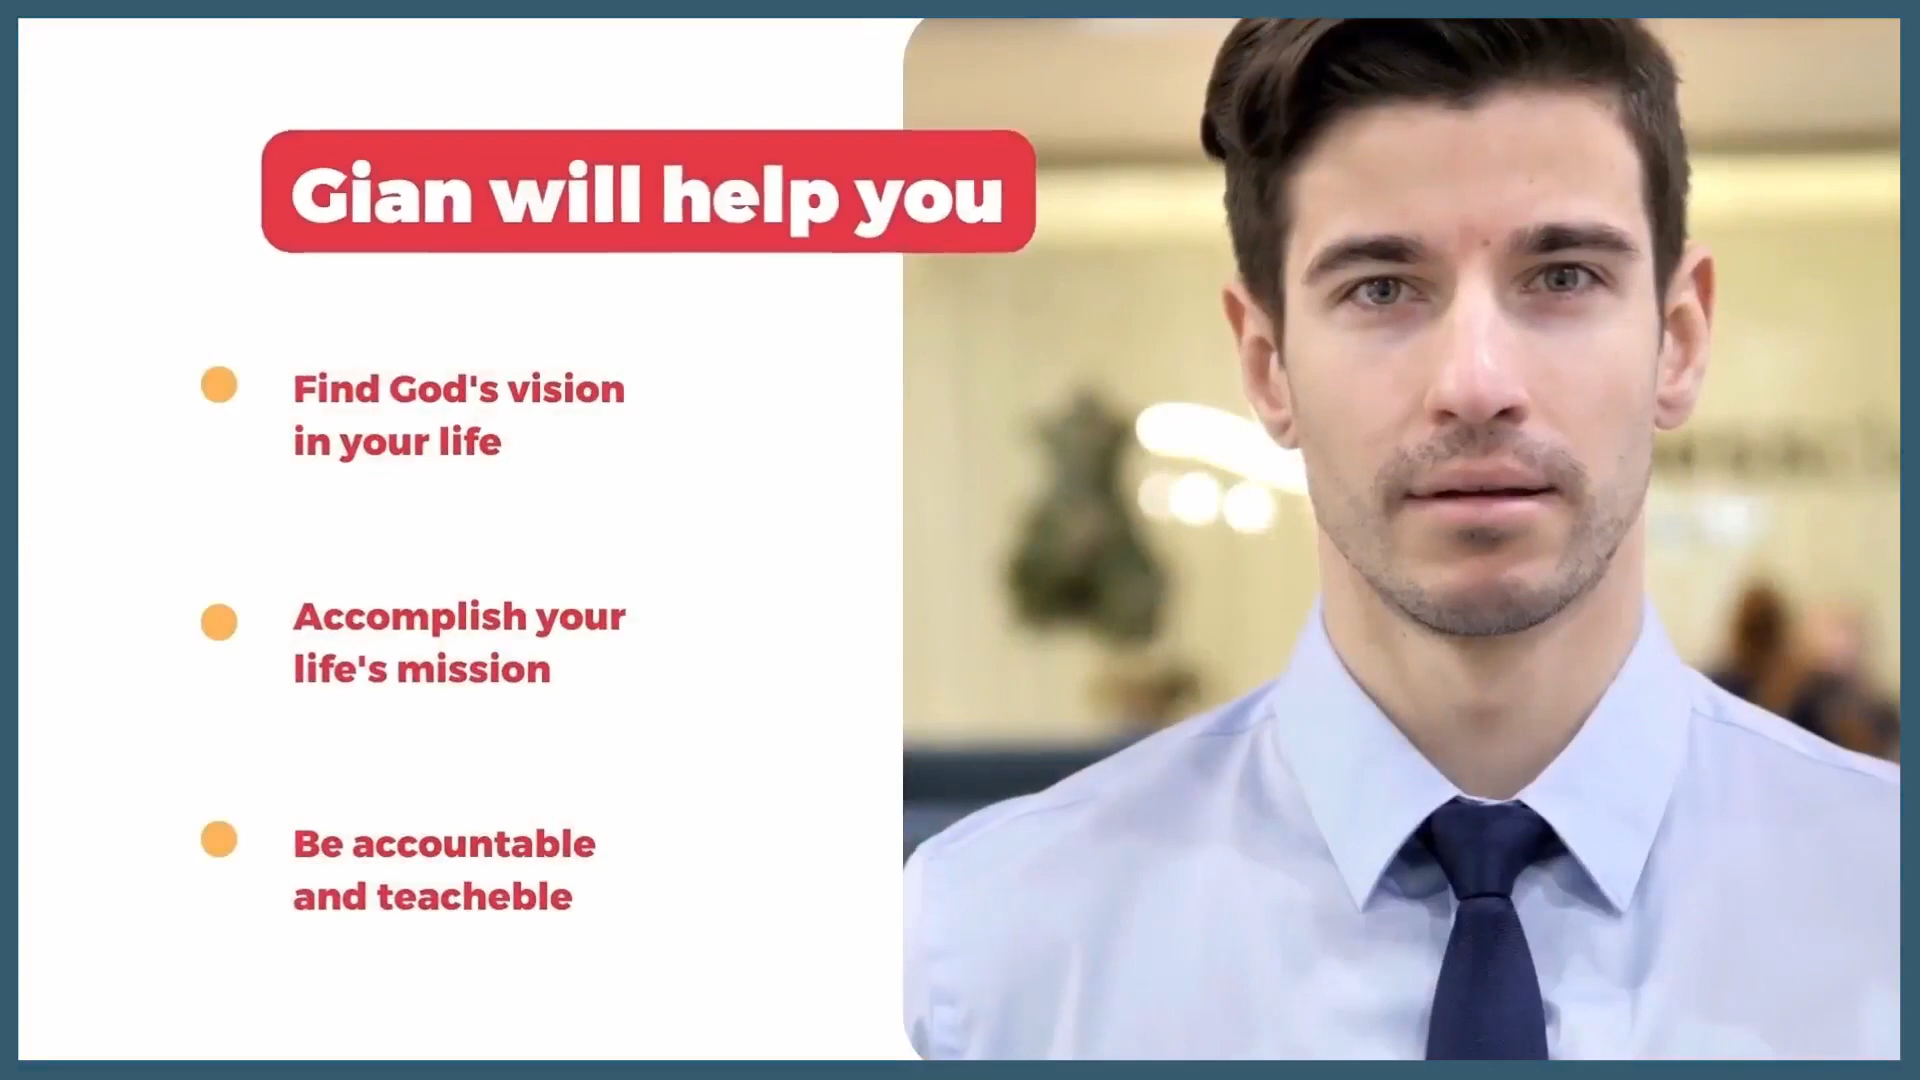 Gian will help you
Find God's vision
in your life
Accomplish your
life's mission
Be accountable
and teacheble